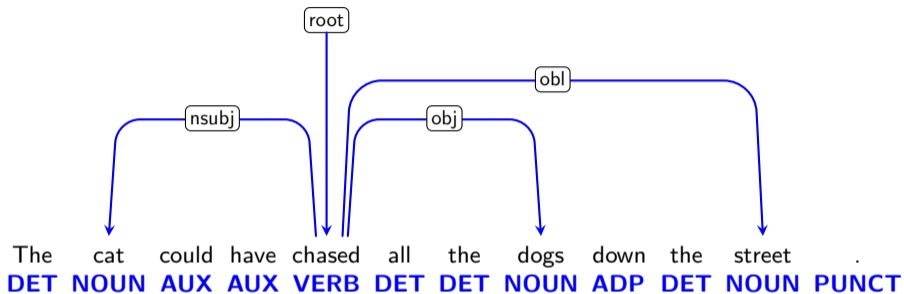 root
obl
nsubj obj
The cat could have chased all the dogs down the street .
DET NOUN AUX AUX VERB DET DET NOUN ADP DET NOUN PUNCT